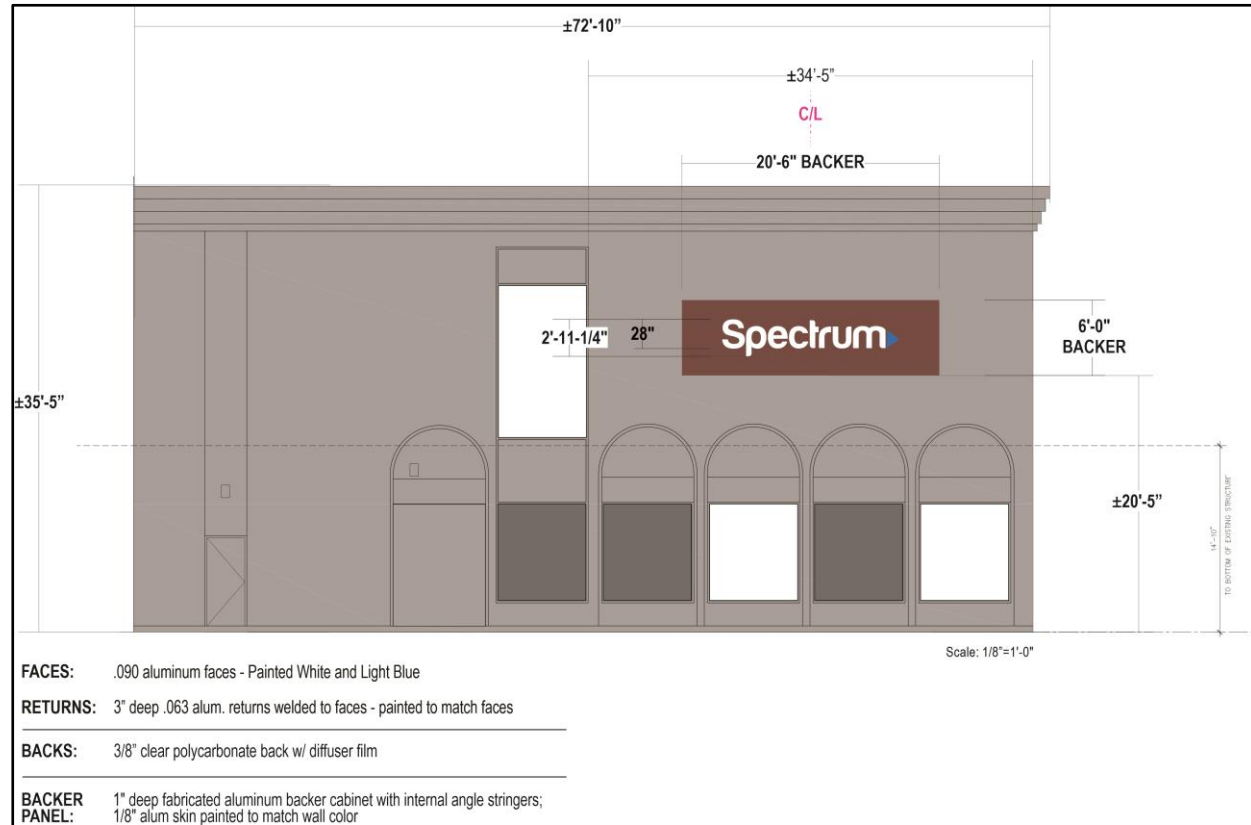 ±72'-10"
±34'-5"
C/L
20'-6" BACKER
2'-11-1/4"
28"
Spectrum
6'-0"
BACKER
±35'-5"
±20'-5"
14'-10"
TO BOTTOM OF EXISTING STRUCTURE
Scale: 1/8"=1'-0"
FACES: .090 aluminum faces - Painted White and Light Blue
RETURNS: 3" deep .063 alum. returns welded to faces - painted to match faces
BACKS: 3/8" clear polycarbonate back w/ diffuser film
BACKER 1" deep fabricated aluminum backer cabinet with internal angle stringers;
PANEL: 1/8" alum skin painted to match wall color